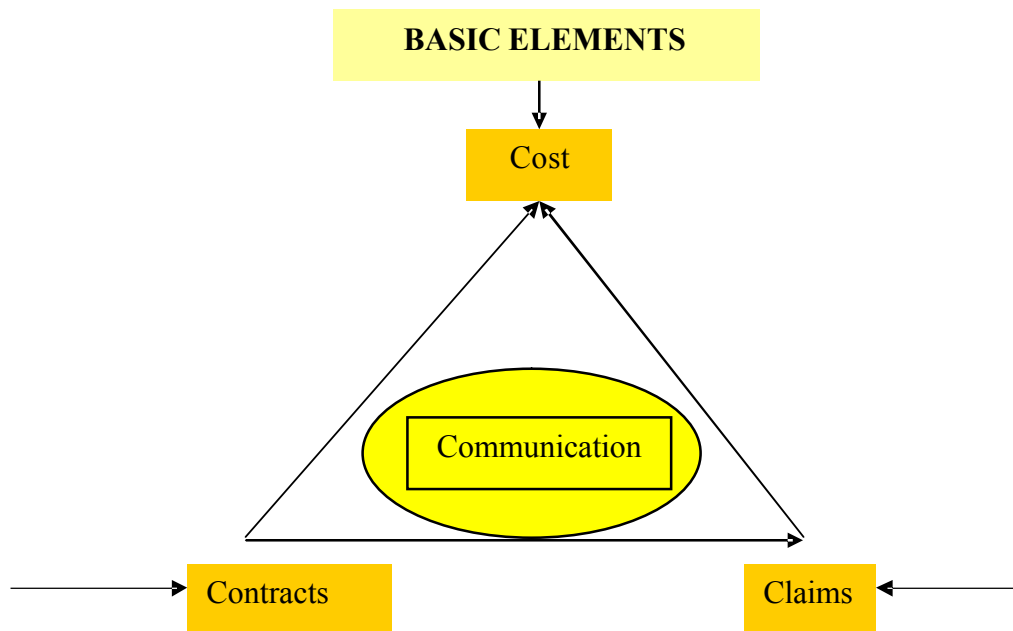 BASIC ELEMENTS
Cost
Communication
Contracts
Claims